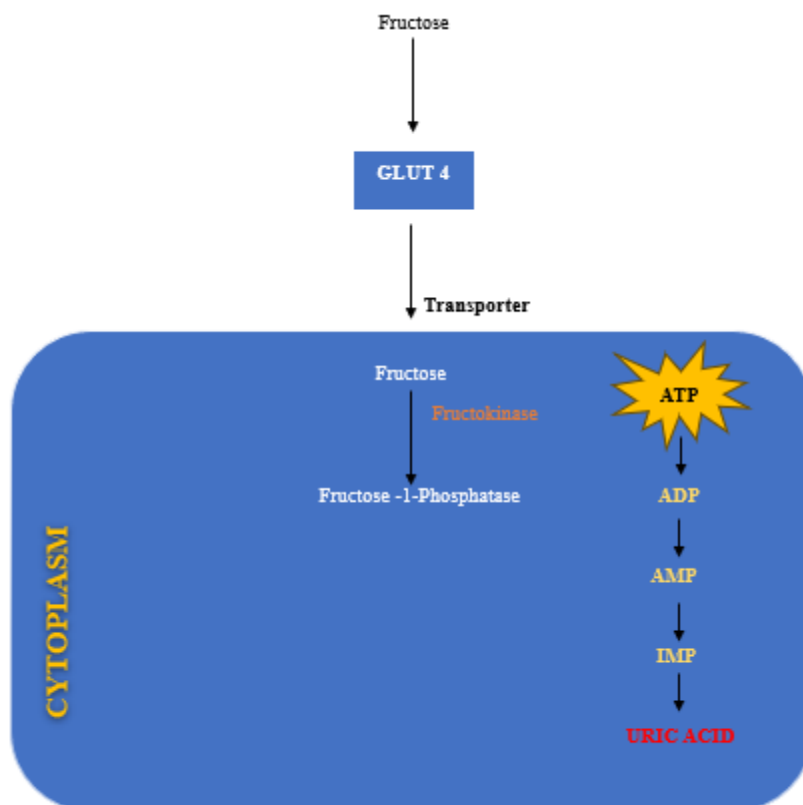 Fructose
GLUT 4
Transporter
Fructose
ATP
Fructokinase
Fructose -1-Phosphatase
ADP
AMP
IMP
URIC ACID
CYTOPLASM